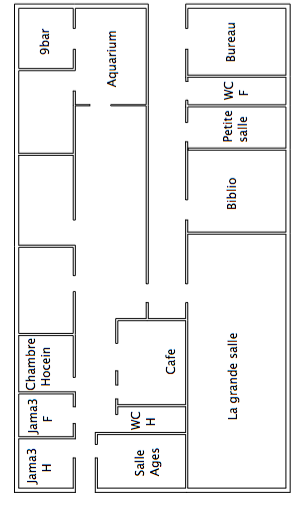 9bar
Aquarium
Bureau
WC
F
Petite
salle
Biblio
Chambre
Hocein
Jama3
F
Jama3
H
Cafe
WC
H
Salle
Ages
La grande salle